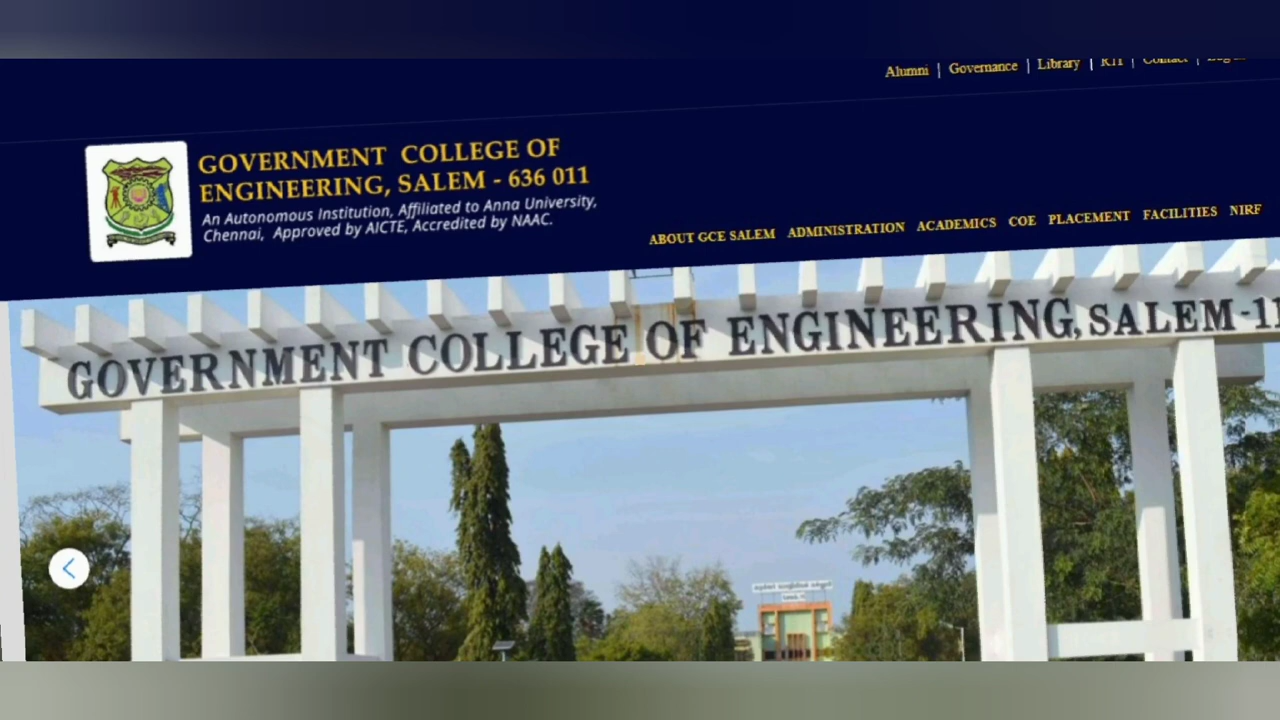 Alumni | Governance | Library | RTI | Contact |
GOVERNMENT COLLEGE OF
ENGINEERING, SALEM - 636 011
An Autonomous Institution, Affiliated to Anna University,
Chennai, Approved by AICTE, Accredited by NAAC.
ABOUT GCE SALEM ADMINISTRATION ACADEMICS COE PLACEMENT FACILITIES NIRF
GOVERNMENT COLLEGE OF ENGINEERING, SALEM-11